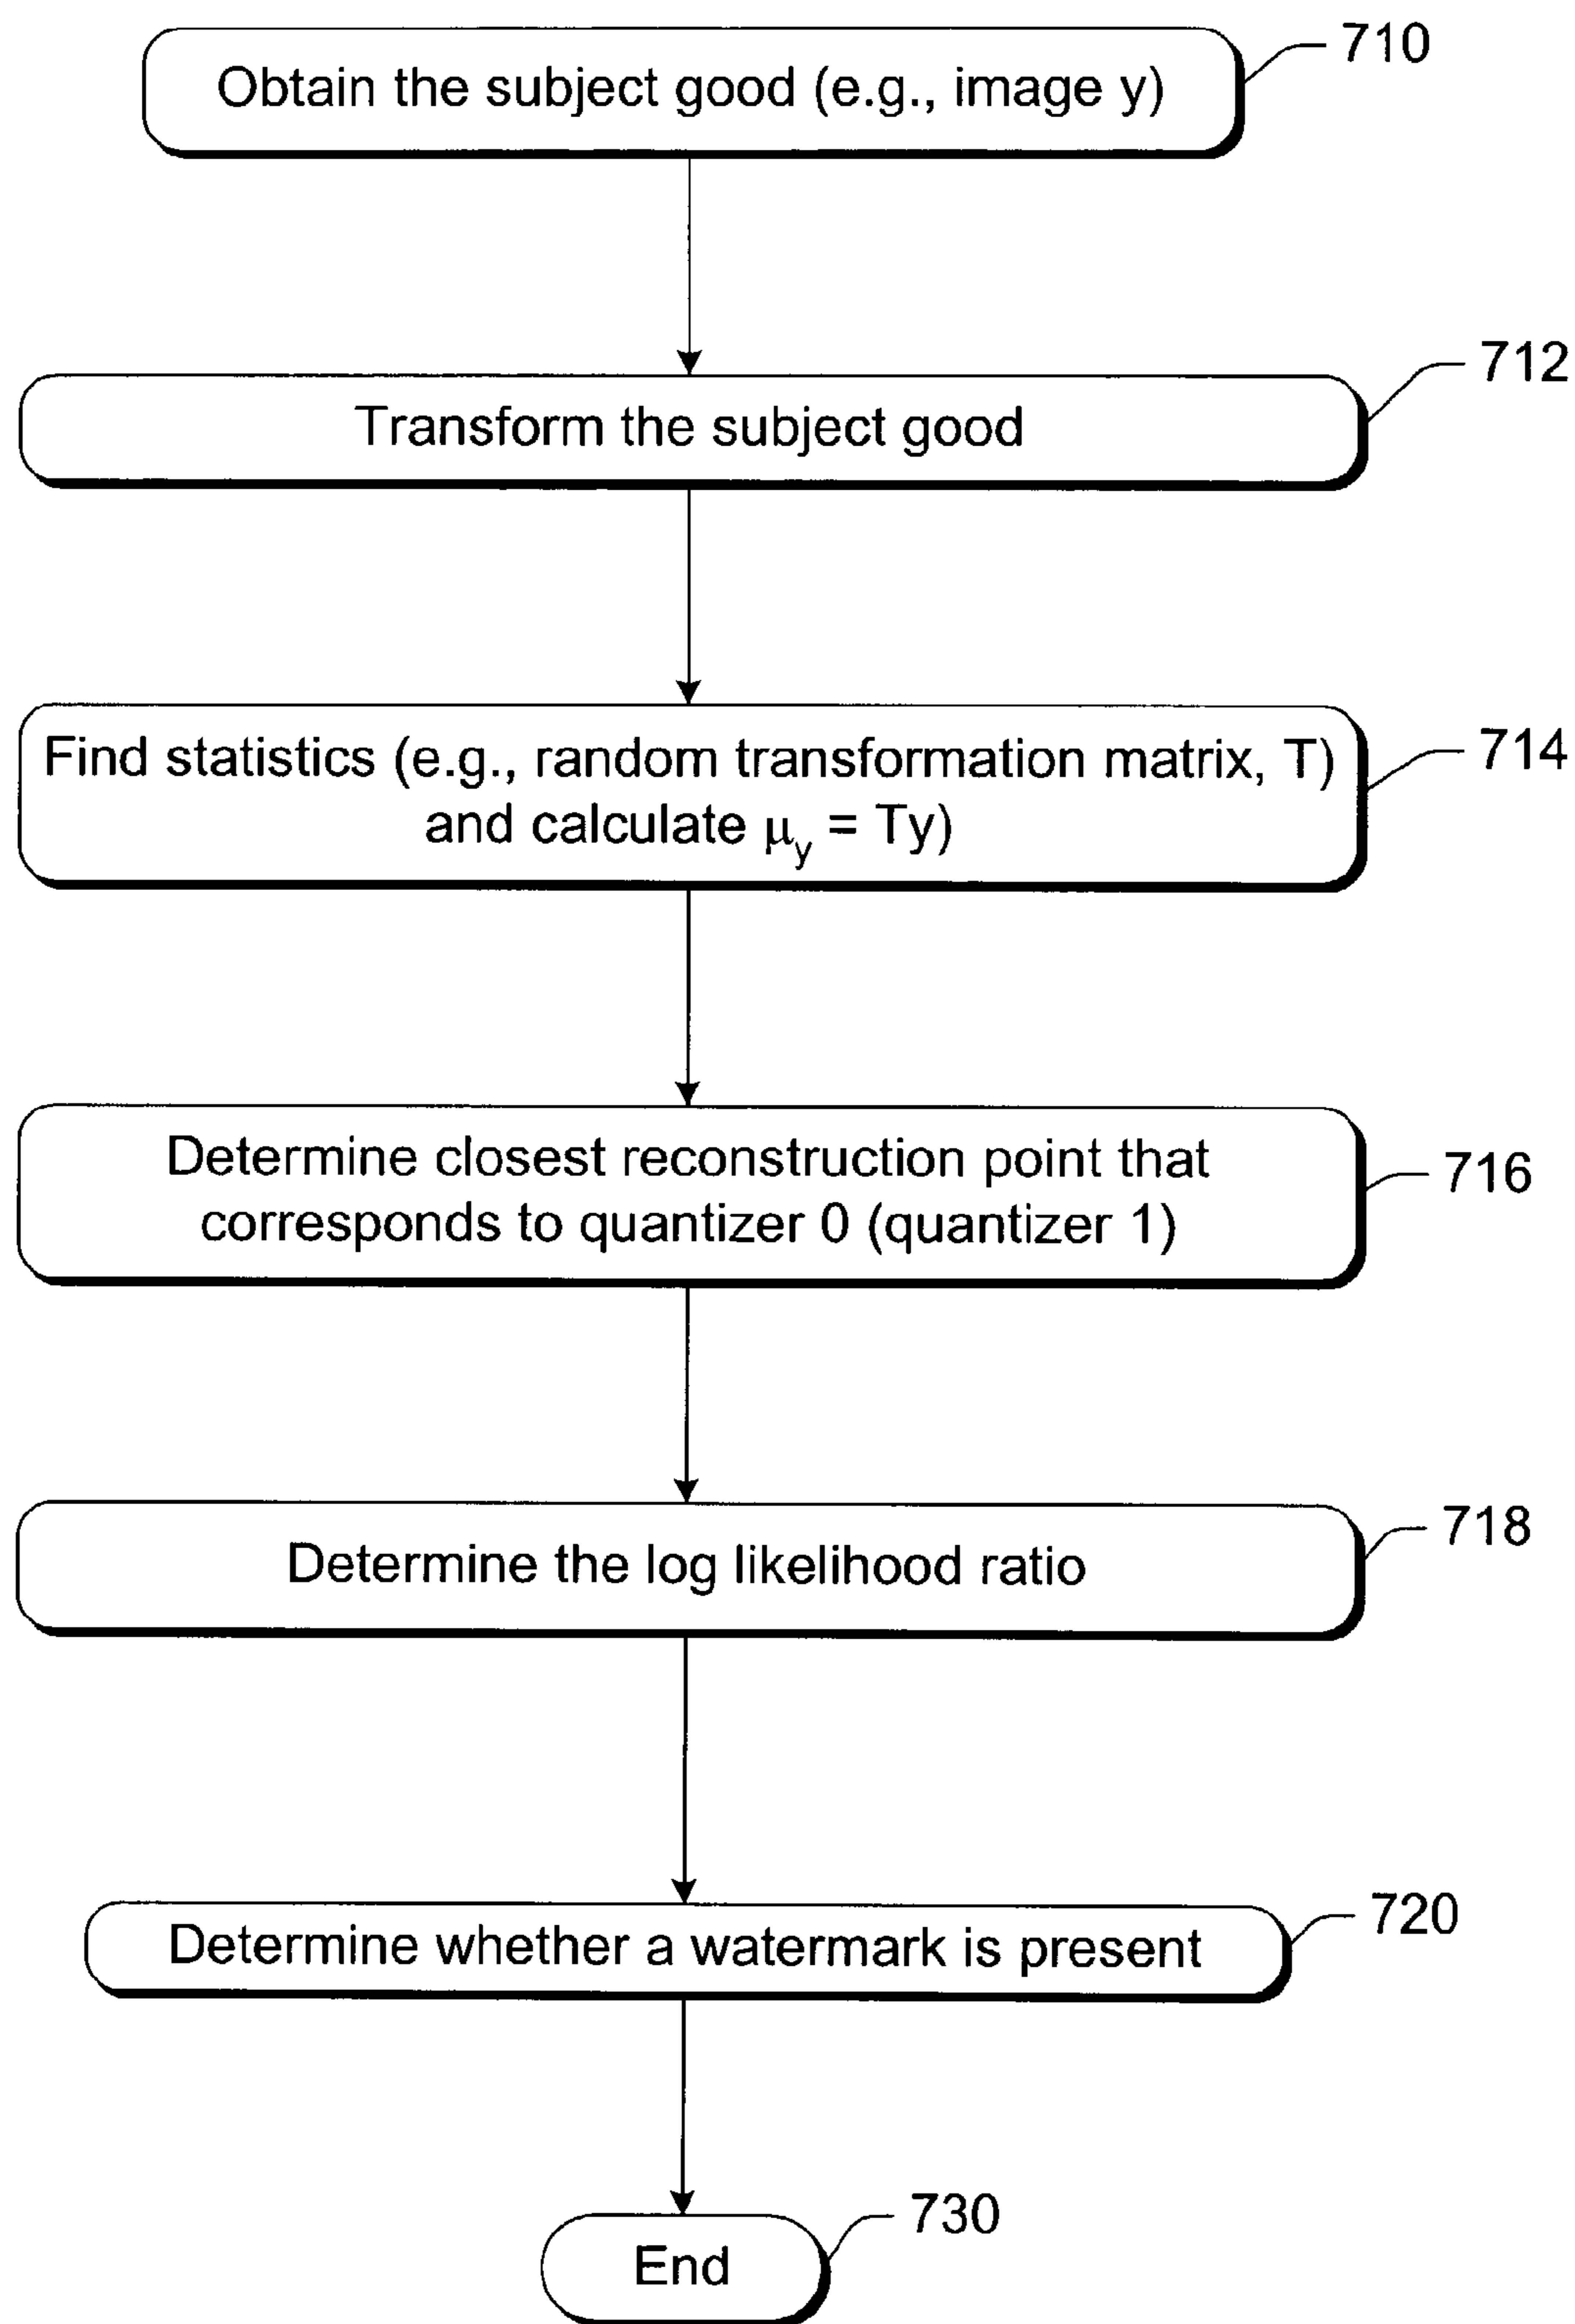 Obtain the subject good (e.g., image y)
710
Transform the subject good
712
Find statistics (e.g., random transformation matrix, T)
and calculate μy = Ty)
714
Determine closest reconstruction point that
corresponds to quantizer 0 (quantizer 1)
716
Determine the log likelihood ratio
718
Determine whether a watermark is present
720
End
730